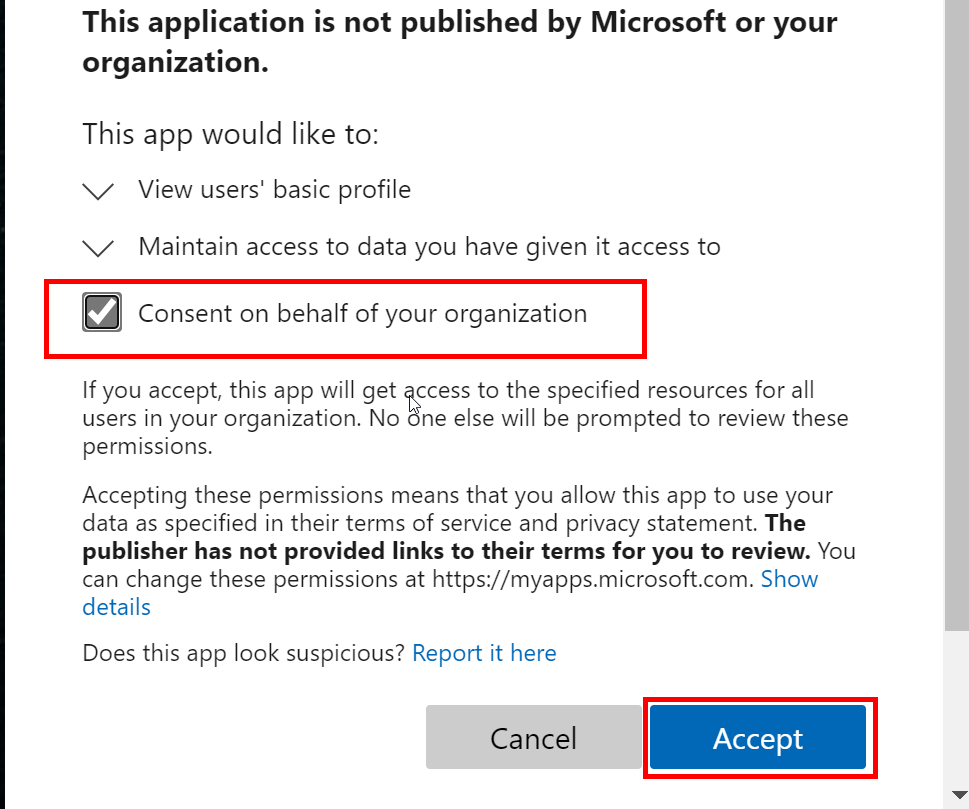 This application is not published by Microsoft or your
organization.
This app would like to:
View users' basic profile
Maintain access to data you have given it access to
Consent on behalf of your organization
If you accept, this app will get access to the specified resources for all
users in your organization. No one else will be prompted to review these
permissions.
Accepting these permissions means that you allow this app to use your
data as specified in their terms of service and privacy statement. The
publisher has not provided links to their terms for you to review. You
can change these permissions at https://myapps.microsoft.com. Show
details
Does this app look suspicious? Report it here
Cancel
Accept